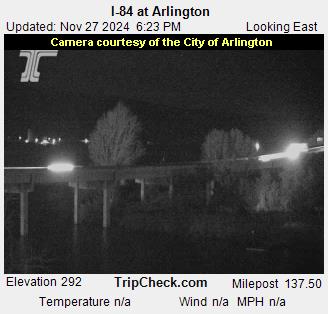 I-84 at Arlington
Updated: Nov 27 2024 6:23 PM Looking East
Camera courtesy of the City of Arlington
Elevation 292 TripCheck.com Milepost 137.50
Temperature n/a Wind n/a MPH n/a